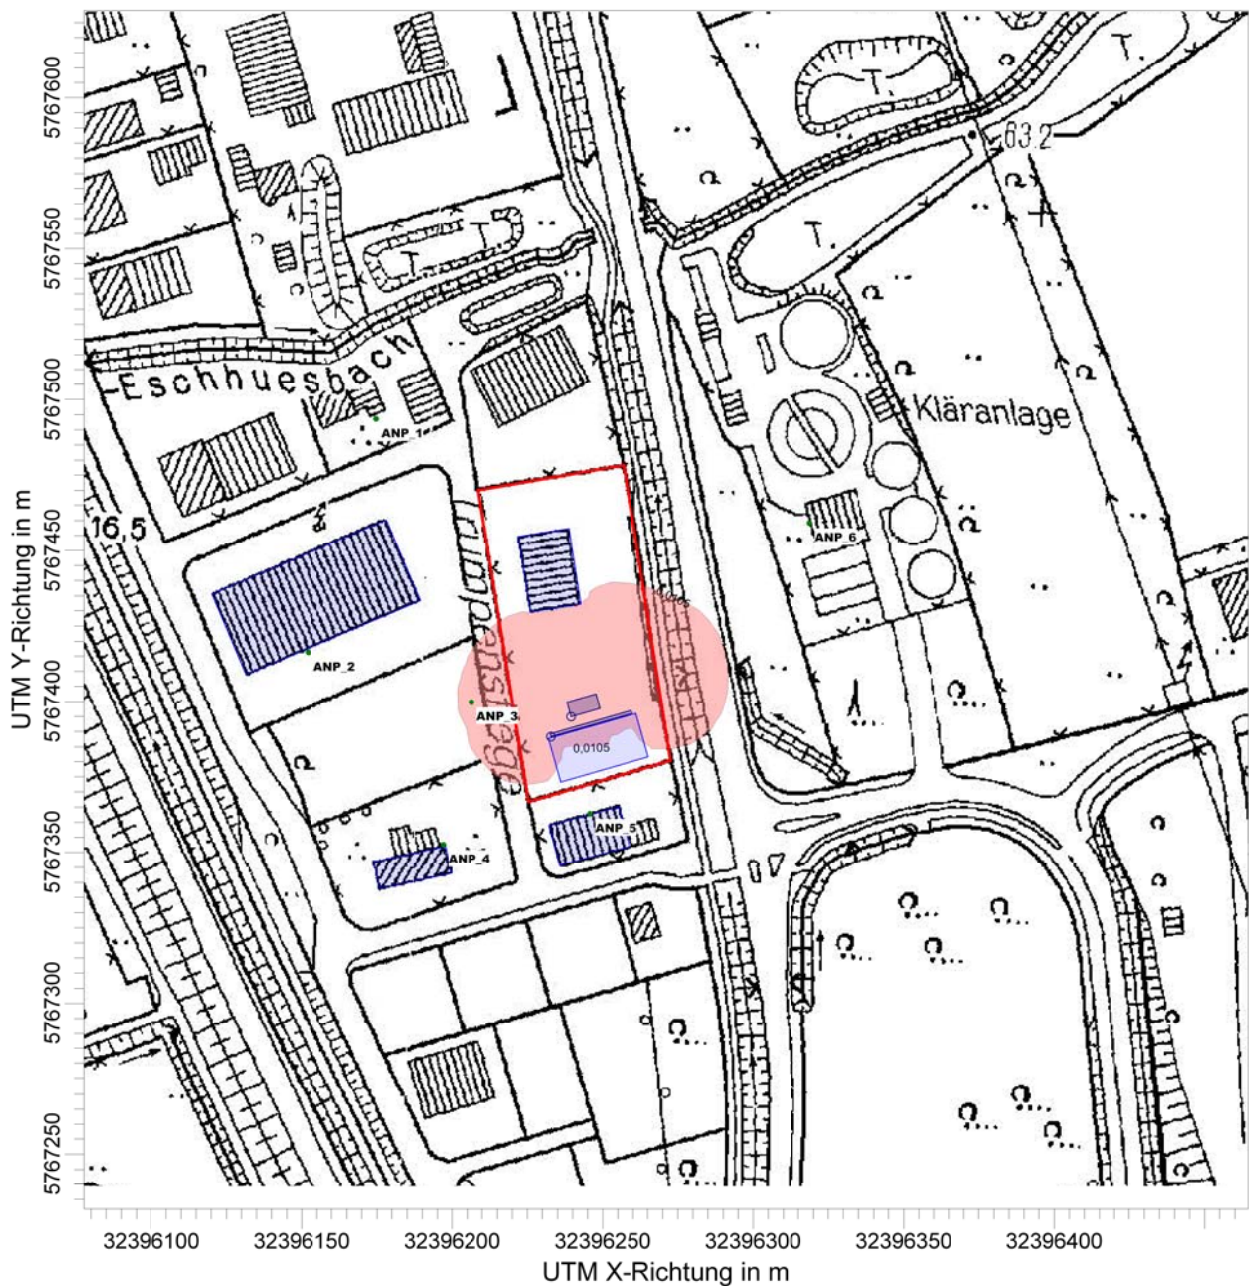 5767600
5767550
5767500
5767450
5767400
5767350
5767300
5767250
UTM Y-Richtung in m
T.
T.
63,2
T.
T.
T.
Eschhuesbach
Kläranlage
ANP_1
16,5
ANP_6
ANP_2
ANP_3
0,0105
ANP_5
ANP_4
32396100 32396150 32396200 32396250 32396300 32396350 32396400
UTM X-Richtung in m